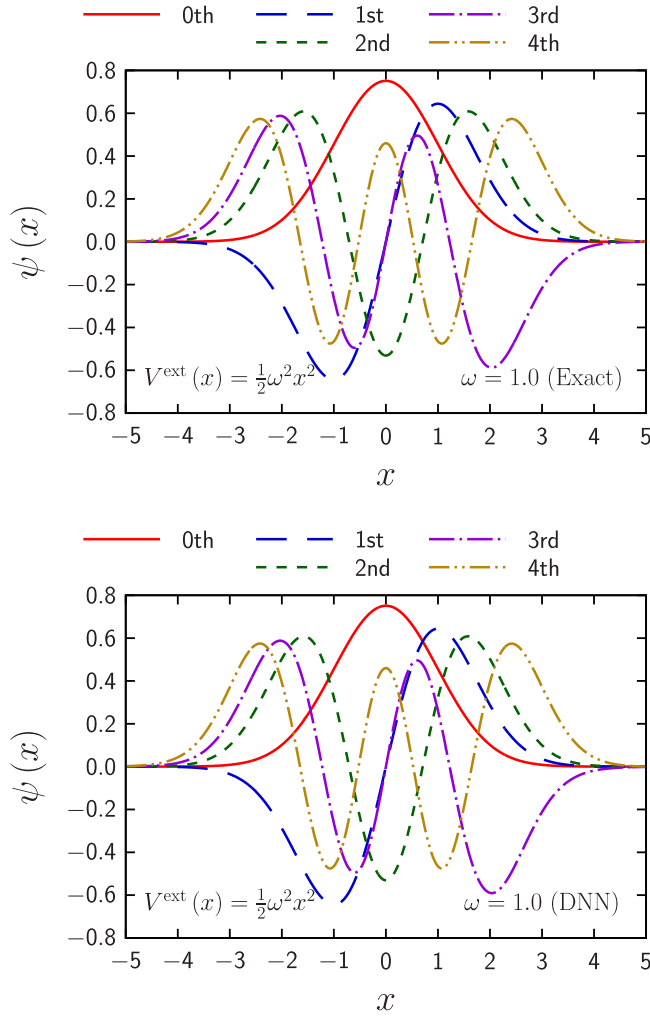 0th 1st 3rd
2nd 4th
0.8
0.6
0.4
0.2
0.0
−0.2
−0.4
−0.6
−0.8
ψ (x)
V^ext (x) = 1/2 ω²x² ω = 1.0 (Exact)
−5 −4 −3 −2 −1 0 1 2 3 4 5
x
0th 1st 3rd
2nd 4th
0.8
0.6
0.4
0.2
0.0
−0.2
−0.4
−0.6
−0.8
ψ (x)
V^ext (x) = 1/2 ω²x² ω = 1.0 (DNN)
−5 −4 −3 −2 −1 0 1 2 3 4 5
x